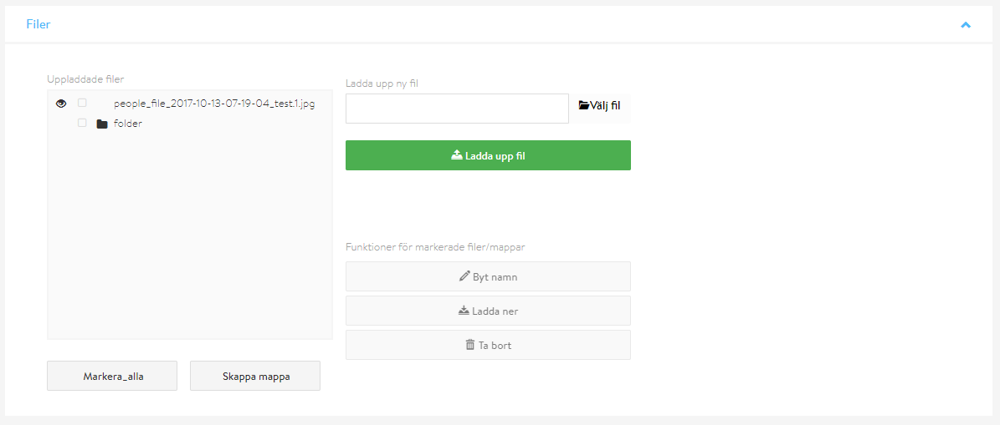 Filer
Uppladdade filer
people_file_2017-10-13-07-19-04_test.1.jpg
folder
Markera_alla
Skappa mappa
Ladda upp ny fil
Välj fil
Ladda upp fil
Funktioner för markerade filer/mappar
Byt namn
Ladda ner
Ta bort